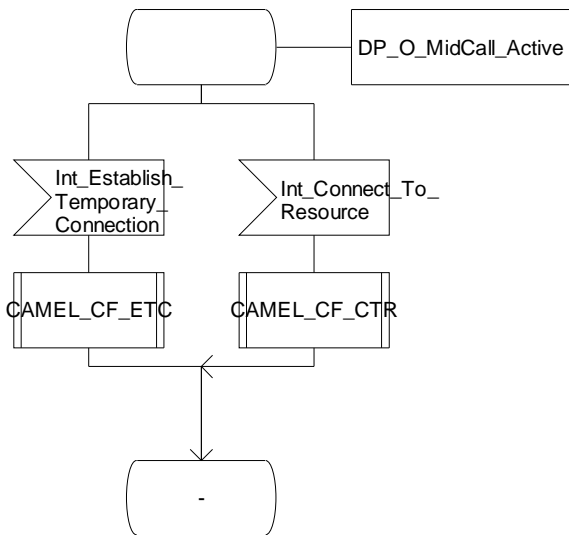 DP_O_MidCall_Active
Int_Establish_
Temporary_
Connection
Int_Connect_To_
Resource
CAMEL_CF_ETC
CAMEL_CF_CTR
-